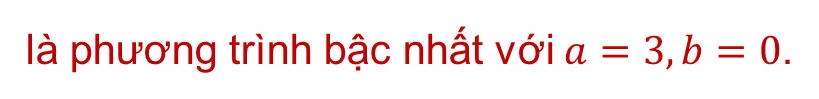 là phương trình bậc nhất với a = 3, b = 0.